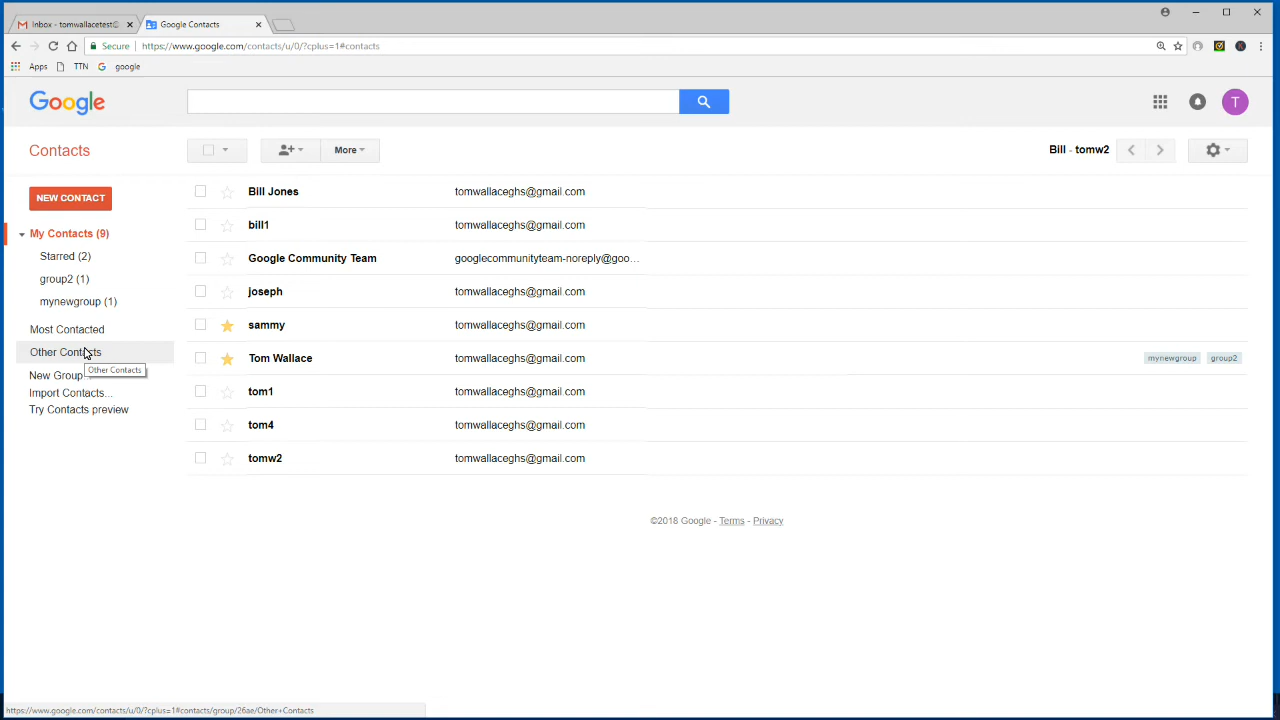 Inbox - tomwallacetest@
Google Contacts
Secure
https://www.google.com/contacts/u/0/?cplus=1#contacts
Apps
TTN
google
Google
T
Contacts
More
Bill - tomw2
NEW CONTACT
My Contacts (9)
Starred (2)
group2 (1)
mynewgroup (1)
Most Contacted
Other Contacts
Other Contacts
New Group...
Import Contacts...
Try Contacts preview
Bill Jones tomwallaceghs@gmail.com
bill1 tomwallaceghs@gmail.com
Google Community Team googlecommunityteam-noreply@goo...
joseph tomwallaceghs@gmail.com
sammy tomwallaceghs@gmail.com
Tom Wallace tomwallaceghs@gmail.com mynewgroup group2
tom1 tomwallaceghs@gmail.com
tom4 tomwallaceghs@gmail.com
tomw2 tomwallaceghs@gmail.com
©2018 Google - Terms - Privacy
https://www.google.com/contacts/u/0/?cplus=1#contacts/group/26ae/Other+Contacts